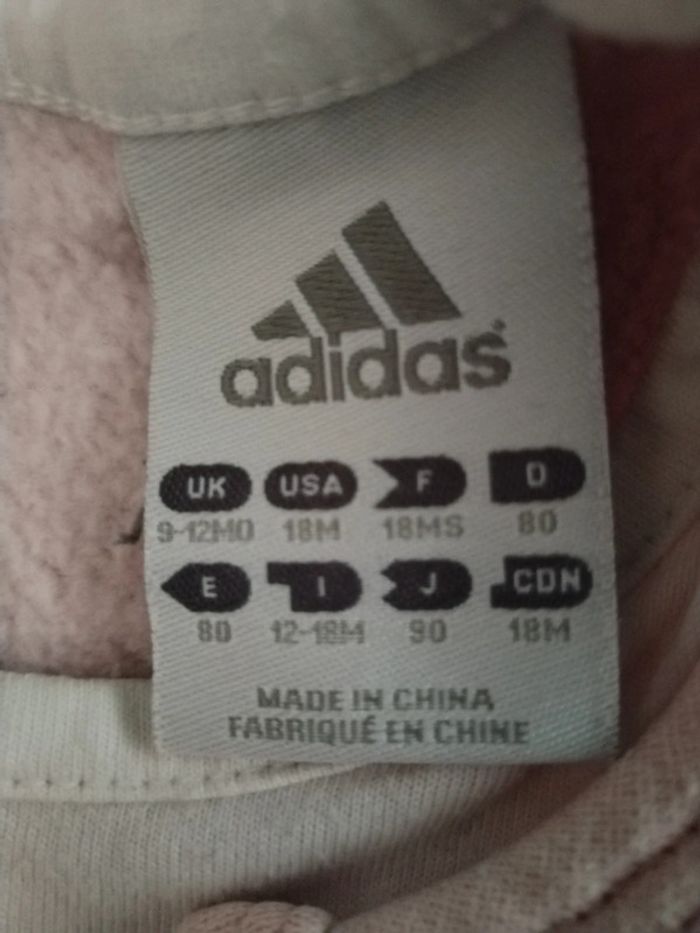 adidas
UK USA F D
9-12MO 18M 18MS 80
E I J CDN
80 12-18M 90 18M
MADE IN CHINA
FABRIQUÉ EN CHINE